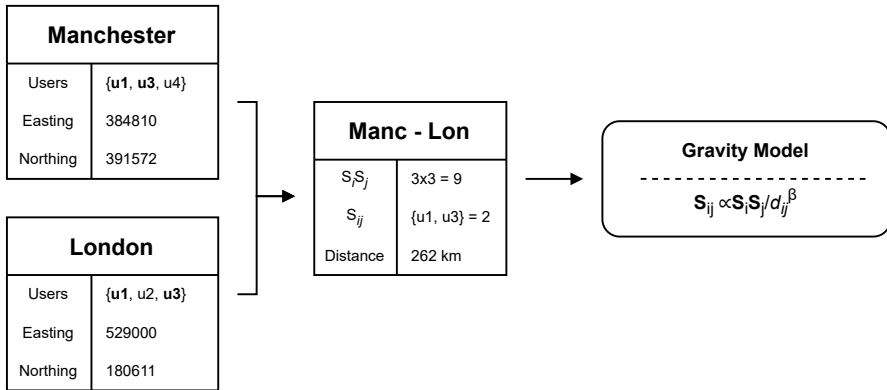 Manchester
Users {u1, u3, u4}
Easting 384810
Northing 391572
London
Users {u1, u2, u3}
Easting 529000
Northing 180611
Manc - Lon
SᵢSⱼ 3x3 = 9
Sᵢⱼ {u1, u3} = 2
Distance 262 km
Gravity Model
Sᵢⱼ ∝ SᵢSⱼ/dᵢⱼᵝ